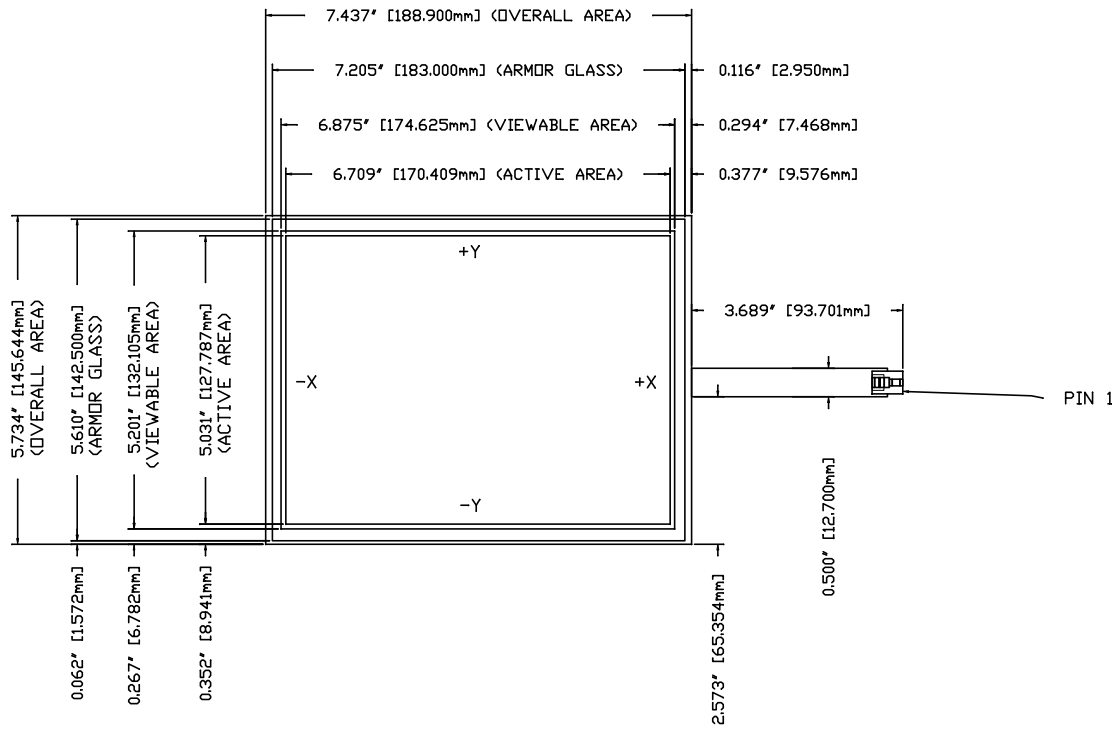 7.437" [188.900mm] (OVERALL AREA)
7.205" [183.000mm] (ARMOR GLASS)
0.116" [2.950mm]
6.875" [174.625mm] (VIEWABLE AREA)
0.294" [7.468mm]
6.709" [170.409mm] (ACTIVE AREA)
0.377" [9.576mm]
+Y
-X
+X
-Y
3.689" [93.701mm]
PIN 1
5.734" [145.644mm]
(OVERALL AREA)
5.610" [142.500mm]
(ARMOR GLASS)
5.201" [132.105mm]
(VIEWABLE AREA)
5.031" [127.787mm]
(ACTIVE AREA)
0.500" [12.700mm]
0.062" [1.572mm]
0.267" [6.782mm]
0.352" [8.941mm]
2.573" [65.354mm]